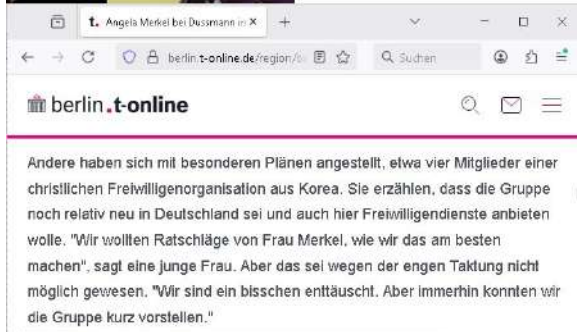 t. Angela Merkel bei Dussmann in
berlin.t-online.de/region/
Suchen
berlin.t-online
Andere haben sich mit besonderen Plänen angestellt, etwa vier Mitglieder einer
christlichen Freiwilligenorganisation aus Korea. Sie erzählen, dass die Gruppe
noch relativ neu in Deutschland sei und auch hier Freiwilligendienste anbieten
wolle. "Wir wollten Ratschläge von Frau Merkel, wie wir das am besten
machen", sagt eine junge Frau. Aber das sei wegen der engen Taktung nicht
möglich gewesen. "Wir sind ein bisschen enttäuscht. Aber immerhin konnten wir
die Gruppe kurz vorstellen."